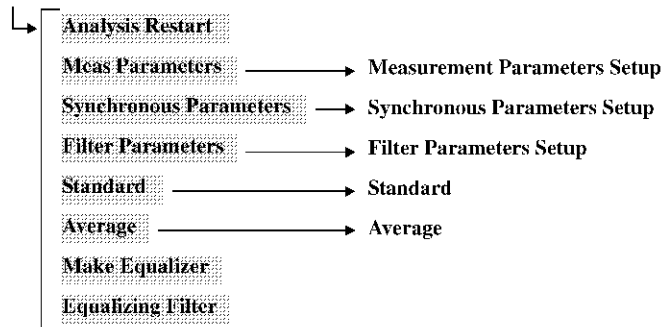 Analysis Restart
Meas Parameters Measurement Parameters Setup
Synchronous Parameters Synchronous Parameters Setup
Filter Parameters Filter Parameters Setup
Standard Standard
Average Average
Make Equalizer
Equalizing Filter